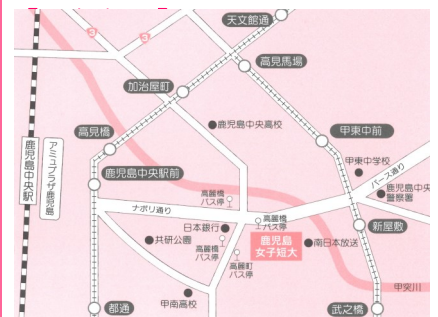 天文館通
3
3
高見馬場
加治屋町
鹿児島中央高校
高見橋
甲東中前
鹿児島中央駅
アミュプラザ鹿児島
甲東中学校
パース通り
鹿児島中央駅前
鹿児島中央
警察署
高麗橋
バス停
ナポリ通り
高麗橋
バス停
日本銀行
新屋敷
共研公園
高麗橋
バス停
鹿児島
女子短大
南日本放送
高麗町
バス停
甲突川
甲南高校
都通
武之橋